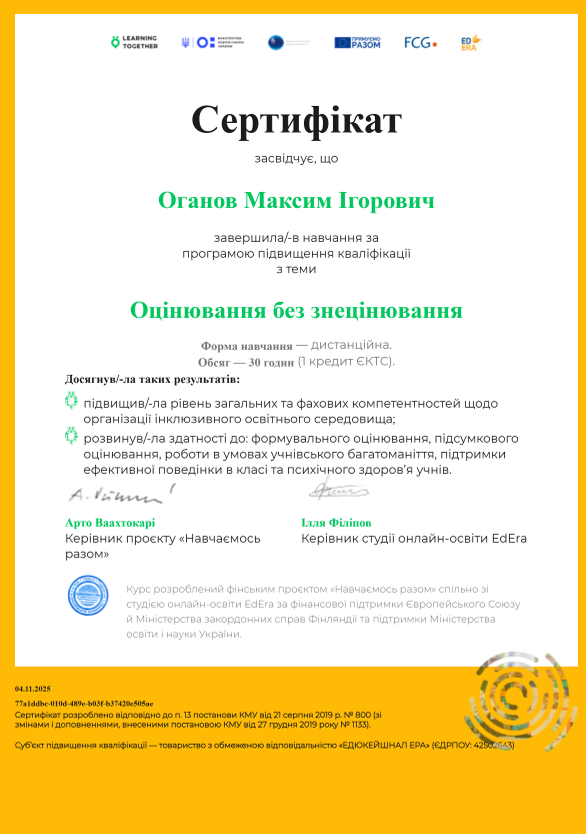 LEARNING
TOGETHER
МІНІСТЕРСТВО
ОСВІТИ І НАУКИ
УКРАЇНИ
ПРЯМУЄМО
РАЗОМ
FCG
ED
ERA
Сертифікат
засвідчує, що
Оганов Максим Ігорович
завершила/-в навчання за
програмою підвищення кваліфікації
з теми
Оцінювання без знецінювання
Форма навчання — дистанційна.
Обсяг — 30 годин (1 кредит ЄКТС).
Досягнув/-ла таких результатів:
підвищив/-ла рівень загальних та фахових компетентностей щодо
організації інклюзивного освітнього середовища;
розвинув/-ла здатності до: формувального оцінювання, підсумкового
оцінювання, роботи в умовах учнівського багатоманіття, підтримки
ефективної поведінки в класі та психічного здоров’я учнів.
Арто Ваахтокарі
Керівник проєкту «Навчаємось
разом»
Ілля Філіпов
Керівник студії онлайн-освіти EdEra
Курс розроблений фінським проєктом «Навчаємось разом» спільно зі
студією онлайн-освіти EdEra за фінансової підтримки Європейського Союзу
й Міністерства закордонних справ Фінляндії та підтримки Міністерства
освіти і науки України.
04.11.2025
77a1ddbc-010d-489e-b03f-b37420e505ae
Сертифікат розроблено відповідно до п. 13 постанови КМУ від 21 серпня 2019 р. № 800 (зі
змінами і доповненнями, внесеними постановою КМУ від 27 грудня 2019 року № 1133).
Суб’єкт підвищення кваліфікації — товариство з обмеженою відповідальністю «ЕДЮКЕЙШНАЛ ЕРА» (ЄДРПОУ: